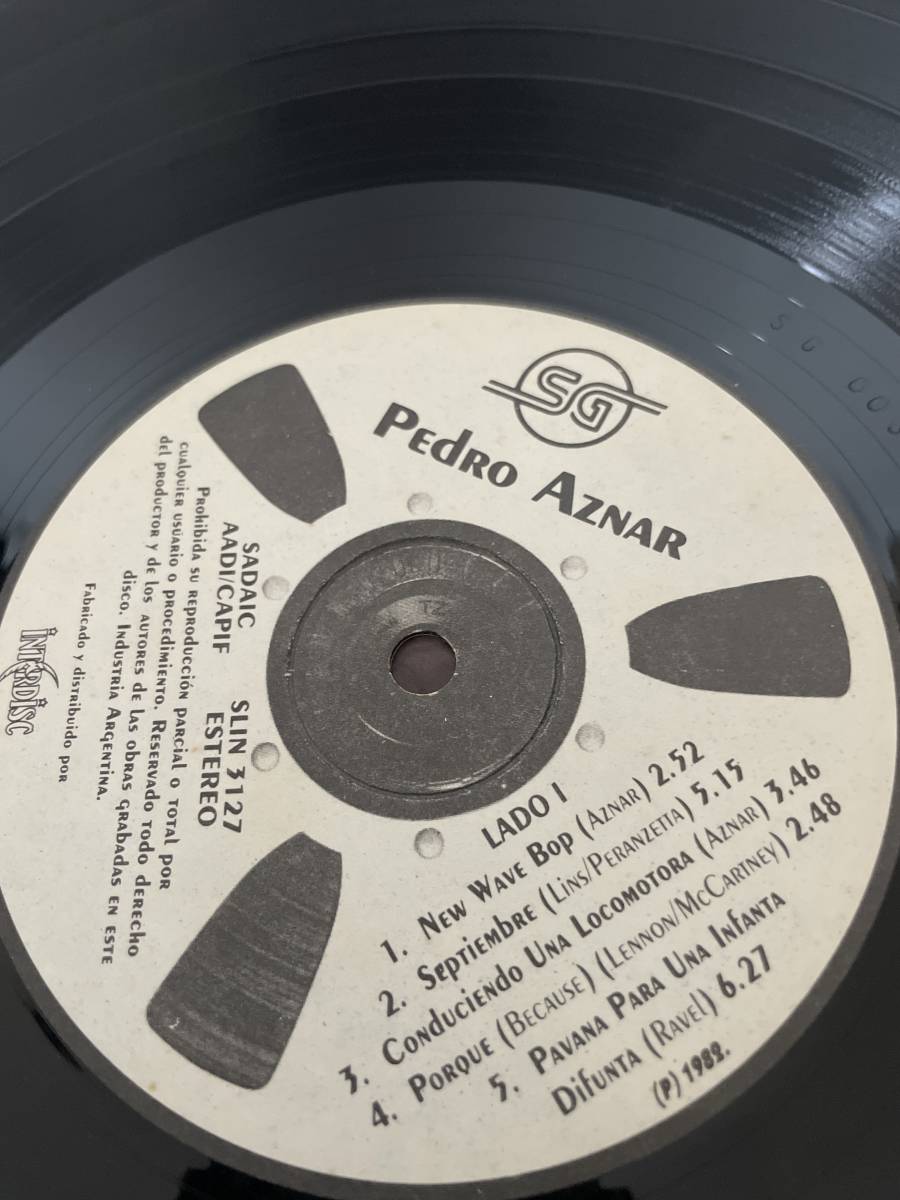 SG
PEdRO AZNAR
LADO I
1. NEW WAVE BOP (AZNAR) 2.52
2. SEPTIEMBRE (LINS/PERANZETTA) 5.15
3. CONDUCIENDO UNA LOCOMOTORA (AZNAR) 3.46
4. PORQUE (BECAUSE) (LENNON/McCARTNEY) 2.48
5. PAVANA PARA UNA INFANTA
DIFUNTA (RAVEL) 6.27
(P) 1982.
SADAIC
AADI/CAPIF
SLIN 3127
ESTEREO
PROHIBIDA SU REPRODUCCIÓN PARCIAL O TOTAL POR
CUALQUIER USUARIO O PROCEDIMIENTO. RESERVADO TODO DERECHO
DEL PRODUCTOR Y DE LOS AUTORES DE LAS OBRAS GRABADAS EN ESTE
DISCO. INDUSTRIA ARGENTINA.
FABRICADO Y DISTRIBUIDO POR
INTERDISC